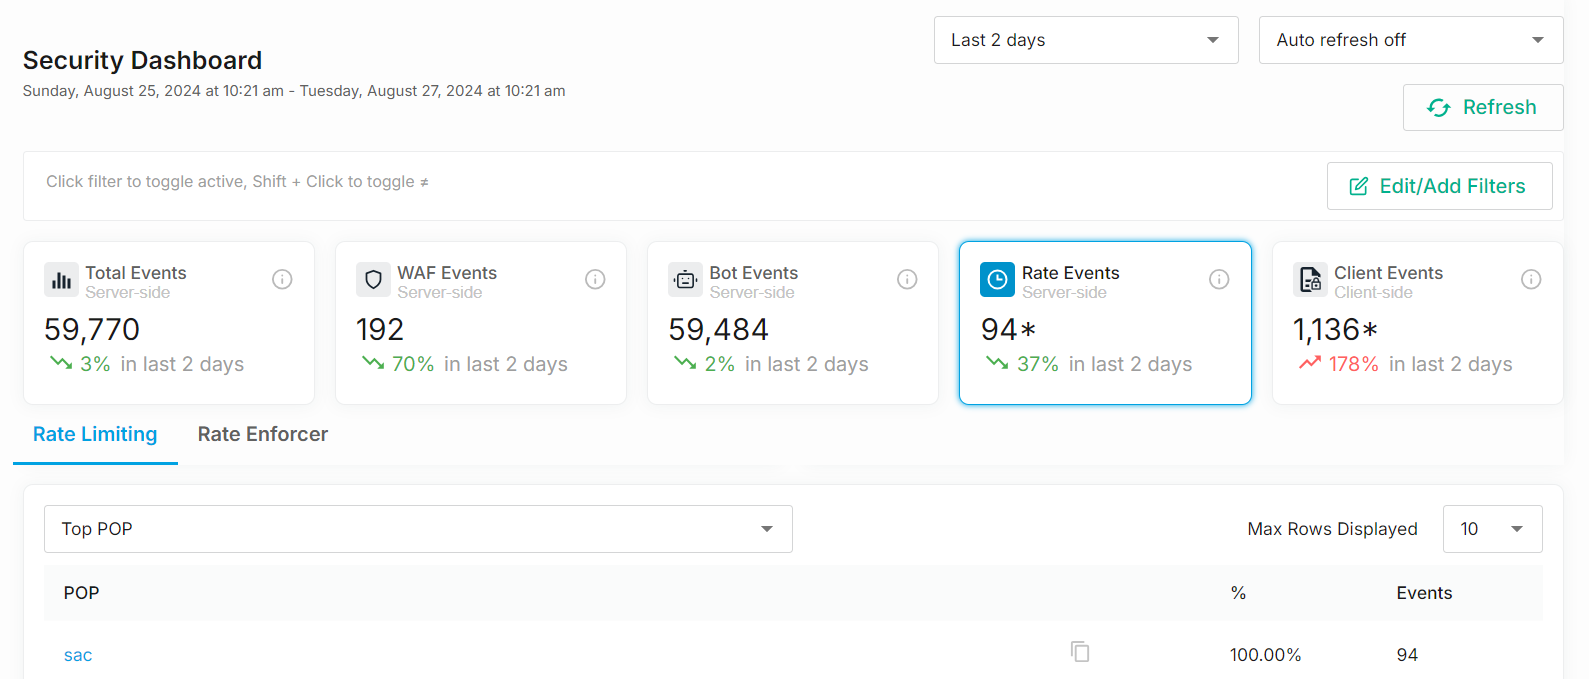 Last 2 days
Auto refresh off
Security Dashboard
Sunday, August 25, 2024 at 10:21 am - Tuesday, August 27, 2024 at 10:21 am
Refresh
Click filter to toggle active, Shift + Click to toggle ≠
Edit/Add Filters
Total Events
Server-side
59,770
3% in last 2 days
WAF Events
Server-side
192
70% in last 2 days
Bot Events
Server-side
59,484
2% in last 2 days
Rate Events
Server-side
94*
37% in last 2 days
Client Events
Client-side
1,136*
178% in last 2 days
Rate Limiting
Rate Enforcer
Top POP
Max Rows Displayed
10
POP % Events
sac 100.00% 94